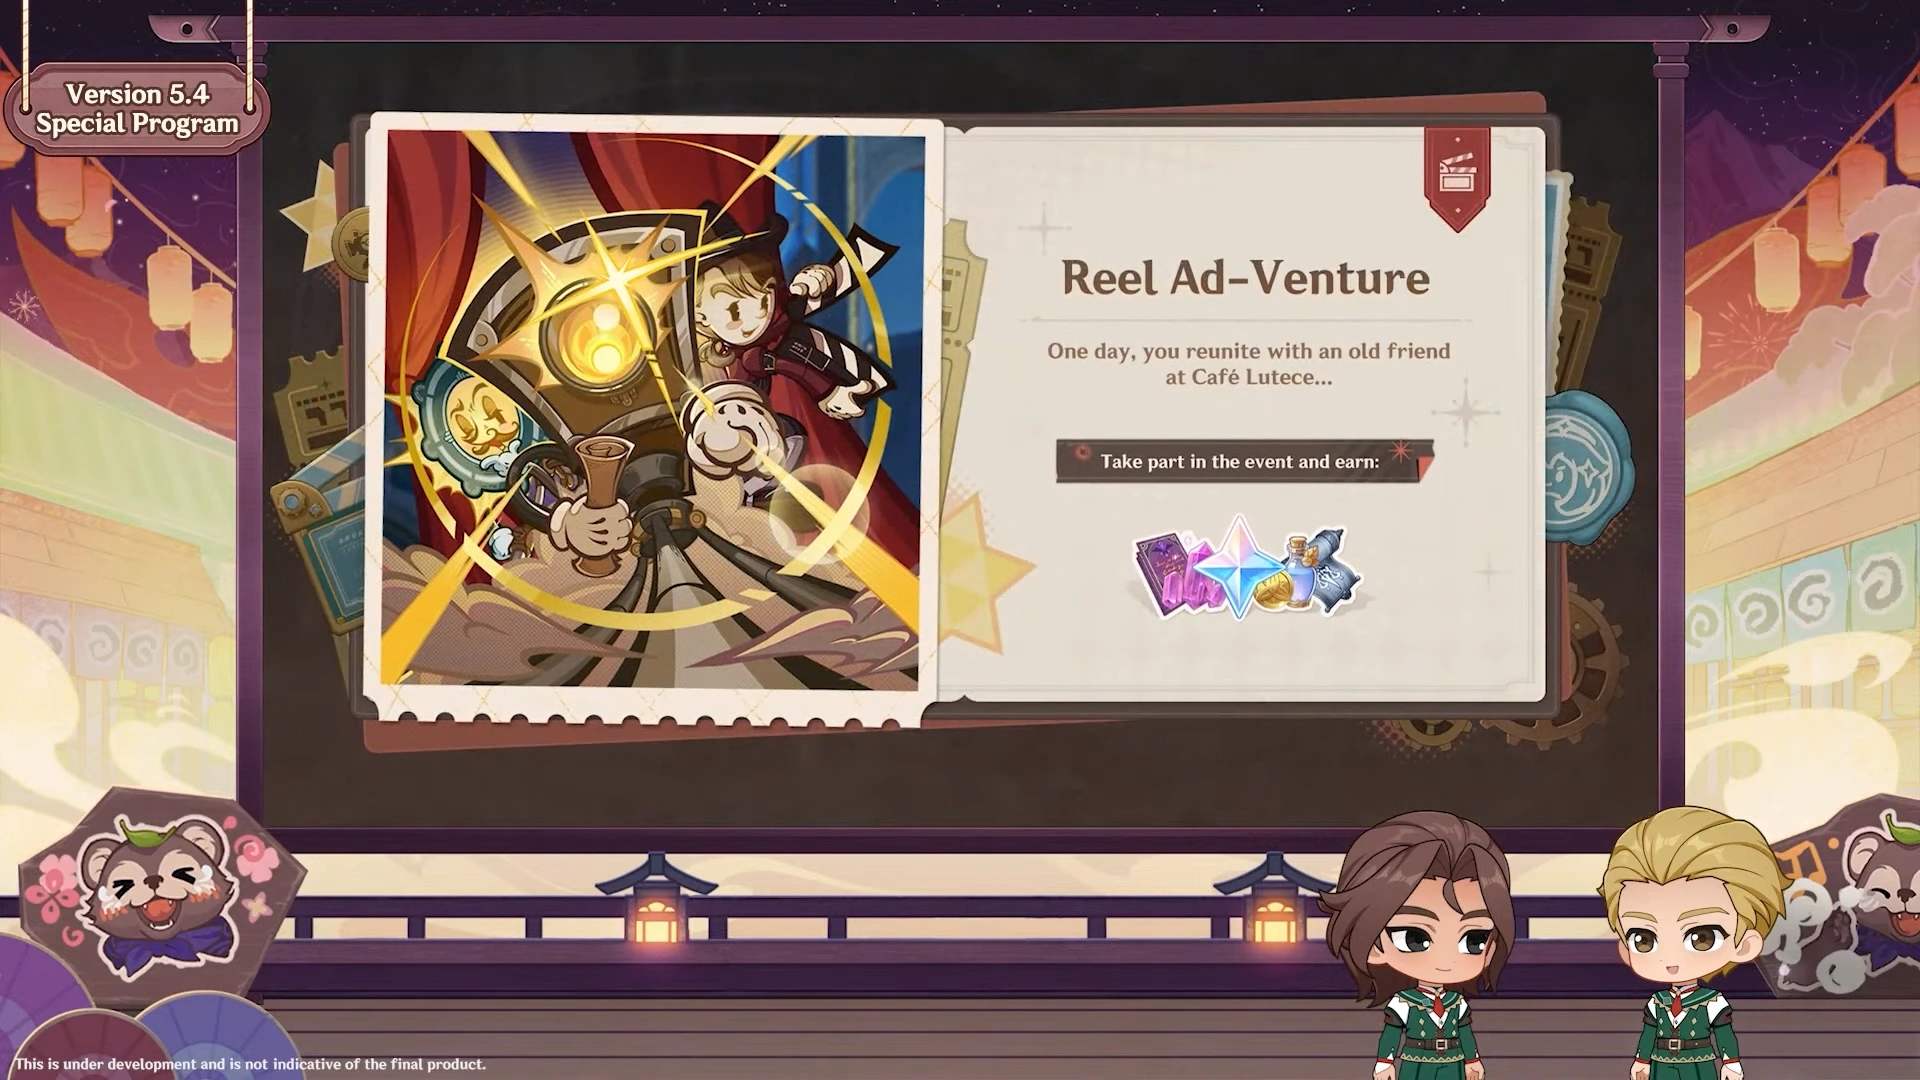 Version 5.4
Special Program
Reel Ad-Venture
One day, you reunite with an old friend
at Café Lutece...
Take part in the event and earn:
This is under development and is not indicative of the final product.